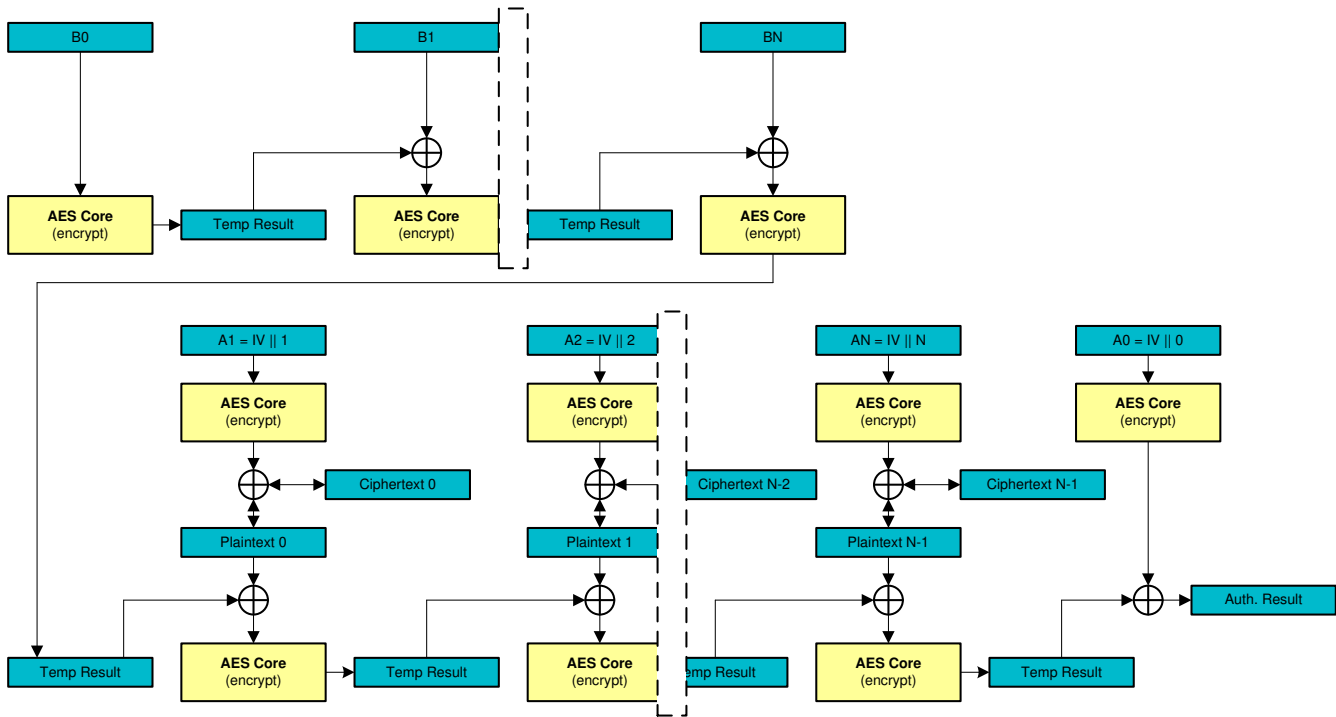 B0
B1
BN
AES Core
(encrypt)
Temp Result
AES Core
(encrypt)
Temp Result
AES Core
(encrypt)
A1 = IV || 1
A2 = IV || 2
AN = IV || N
A0 = IV || 0
AES Core
(encrypt)
AES Core
(encrypt)
AES Core
(encrypt)
AES Core
(encrypt)
Ciphertext 0
Ciphertext N-2
Ciphertext N-1
Plaintext 0
Plaintext 1
Plaintext N-1
Auth. Result
Temp Result
AES Core
(encrypt)
Temp Result
AES Core
(encrypt)
emp Result
AES Core
(encrypt)
Temp Result